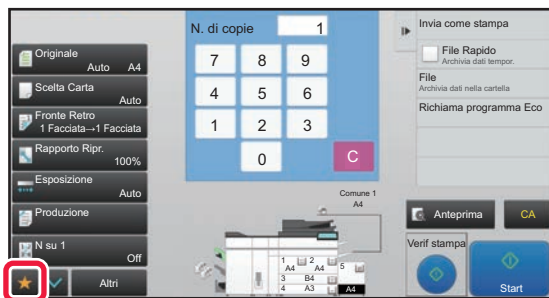 Originale
Auto A4
Scelta Carta
Auto
Fronte Retro
1 Facciata→1 Facciata
Rapporto Ripr.
100%
Esposizione
Auto
Produzione
N su 1
Off
Altri
N. di copie 1
7 8 9
4 5 6
1 2 3
0 C
Comune 1
A4
1 A4 2 A4 5
3 B4
4 A3 A4
Invia come stampa
File Rapido
Archivia dati tempor.
File
Archivia dati nella cartella
Richiama programma Eco
Anteprima CA
Verif stampa
Start